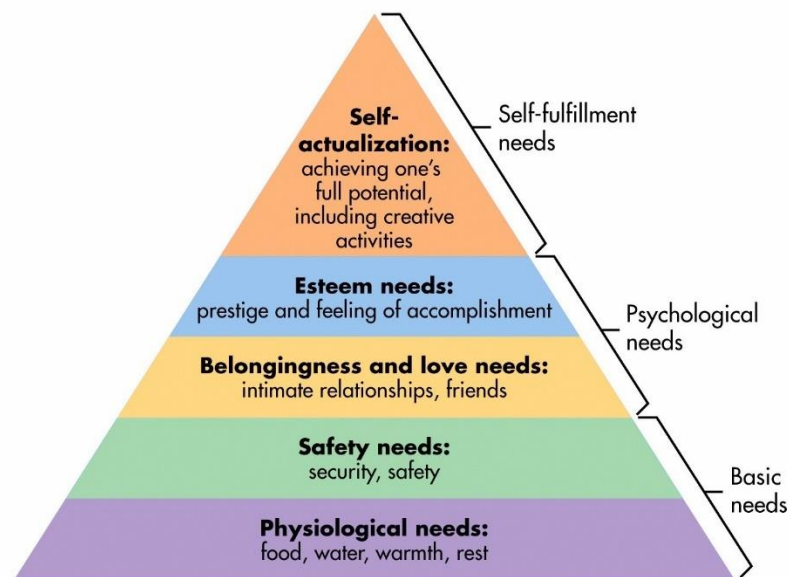 Self-
actualization:
achieving one's
full potential,
including creative
activities
Self-fulfillment
needs
Esteem needs:
prestige and feeling of accomplishment
Psychological
needs
Belongingness and love needs:
intimate relationships, friends
Safety needs:
security, safety
Basic
needs
Physiological needs:
food, water, warmth, rest